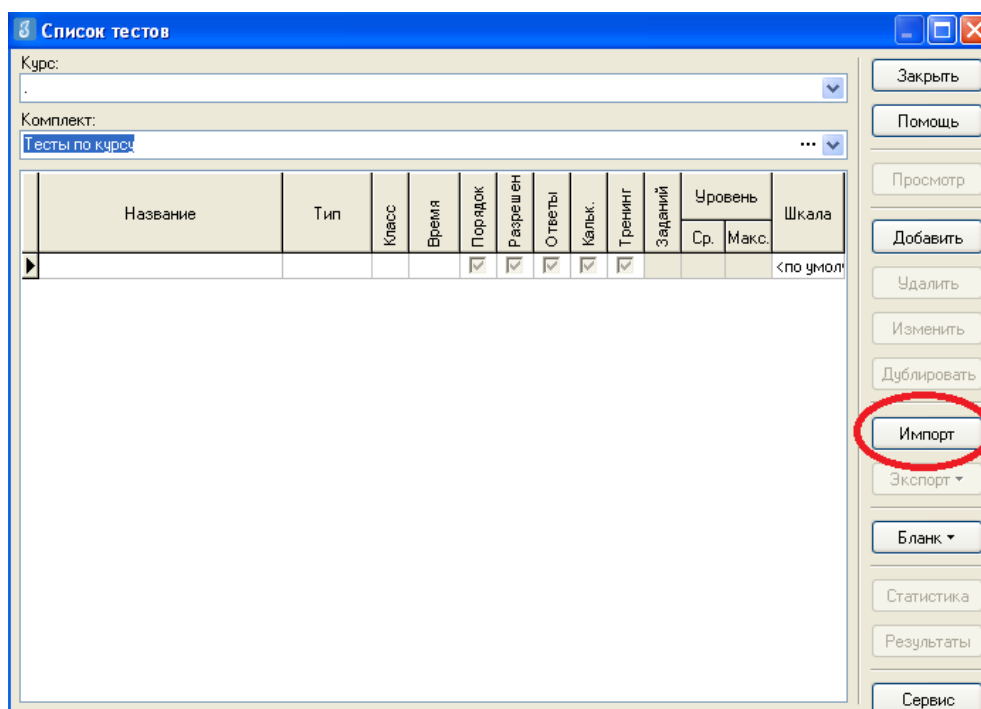 Список тестов
Курс:
.
Комплект:
Тесты по курсу ...
Название Тип Класс Время Порядок Разрешен Ответы Кальк. Тренинг Заданий Уровень Шкала
Ср. Макс.
<по умол
Закрыть
Помощь
Просмотр
Добавить
Удалить
Изменить
Дублировать
Импорт
Экспорт
Бланк
Статистика
Результаты
Сервис